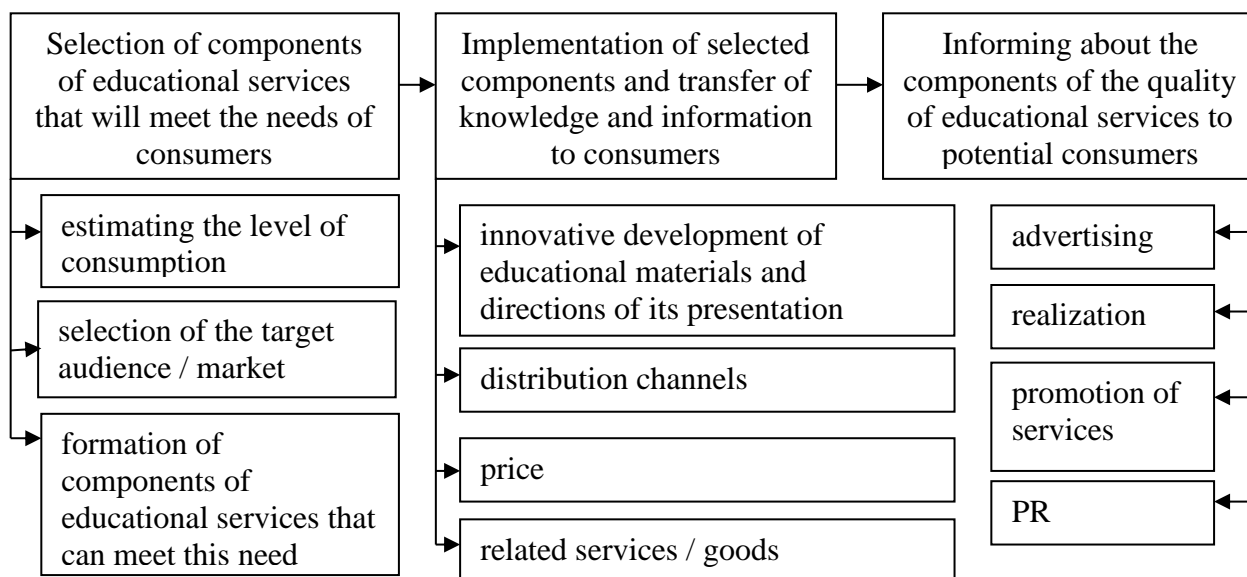 Selection of components
of educational services
that will meet the needs of
consumers
Implementation of selected
components and transfer of
knowledge and information
to consumers
Informing about the
components of the quality
of educational services to
potential consumers
estimating the level of
consumption
selection of the target
audience / market
formation of
components of
educational services that
can meet this need
innovative development of
educational materials and
directions of its presentation
distribution channels
price
related services / goods
advertising
realization
promotion of
services
PR